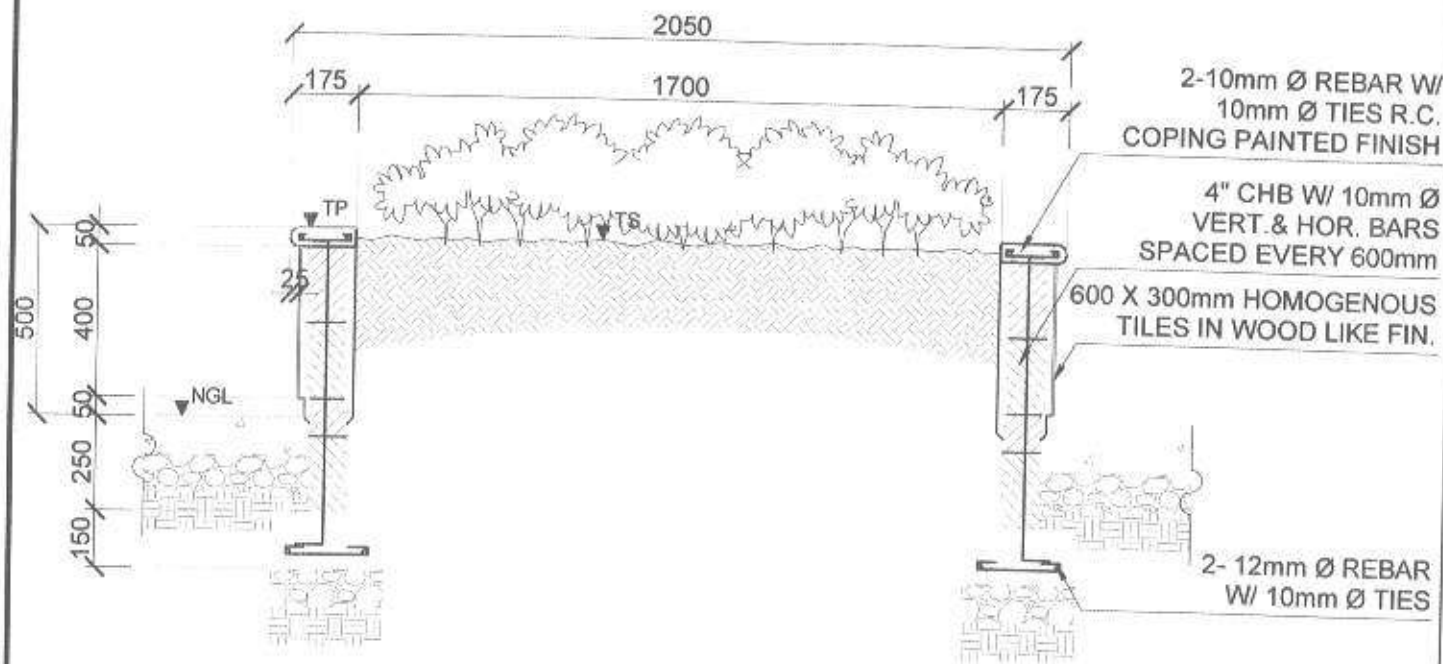 2050
175
1700
175
2-10mm Ø REBAR W/
10mm Ø TIES R.C.
COPING PAINTED FINISH
4" CHB W/ 10mm Ø
VERT.& HOR. BARS
SPACED EVERY 600mm
600 X 300mm HOMOGENOUS
TILES IN WOOD LIKE FIN.
TP
TS
50
25
500
400
50
NGL
250
150
2- 12mm Ø REBAR
W/ 10mm Ø TIES